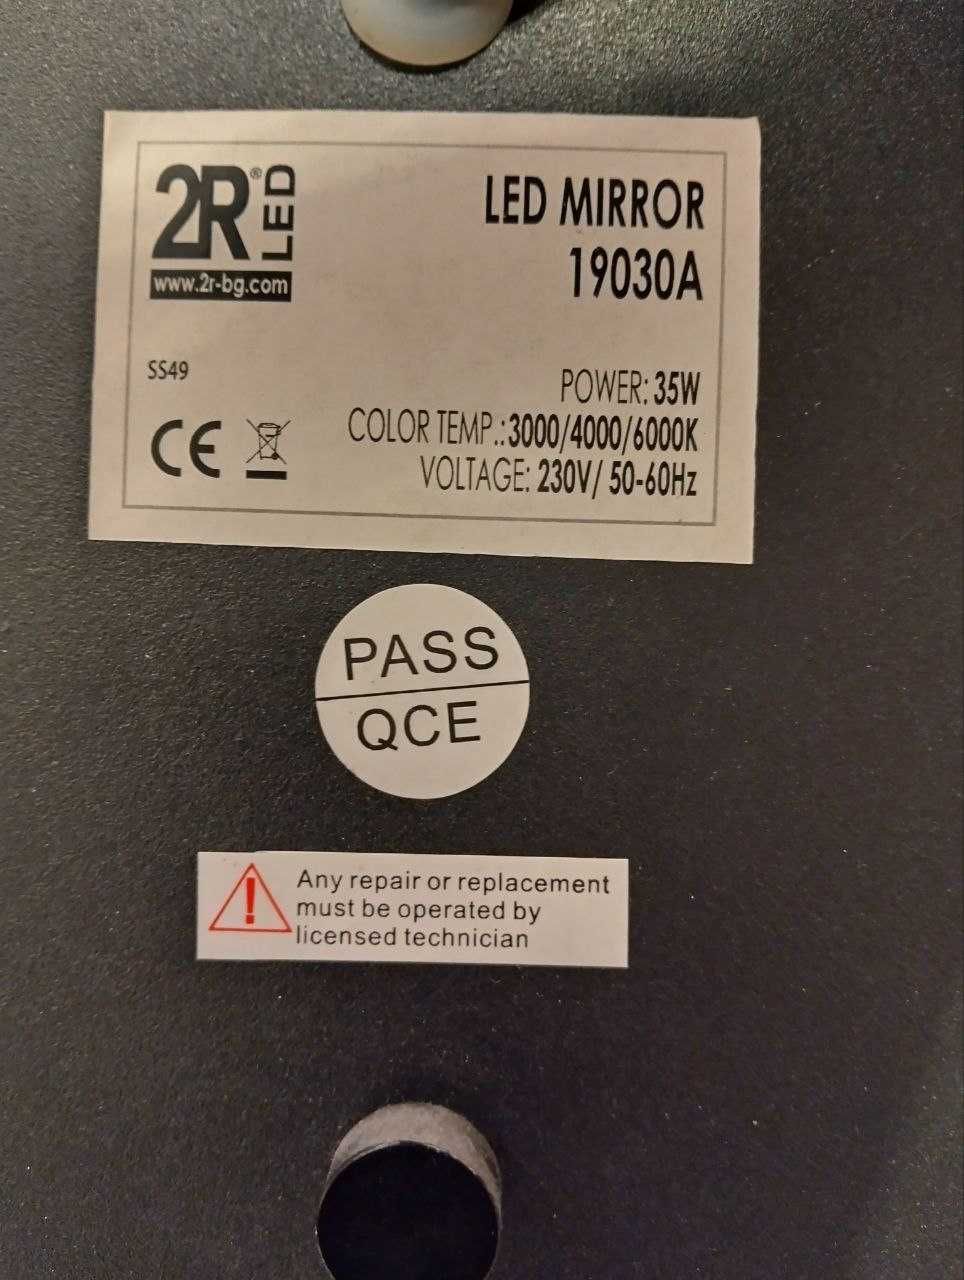 2R® LED
www.2r-bg.com
LED MIRROR
19030A
SS49
CE
POWER: 35W
COLOR TEMP.: 3000/4000/6000K
VOLTAGE: 230V/ 50-60Hz
PASS
QCE
Any repair or replacement
must be operated by
licensed technician